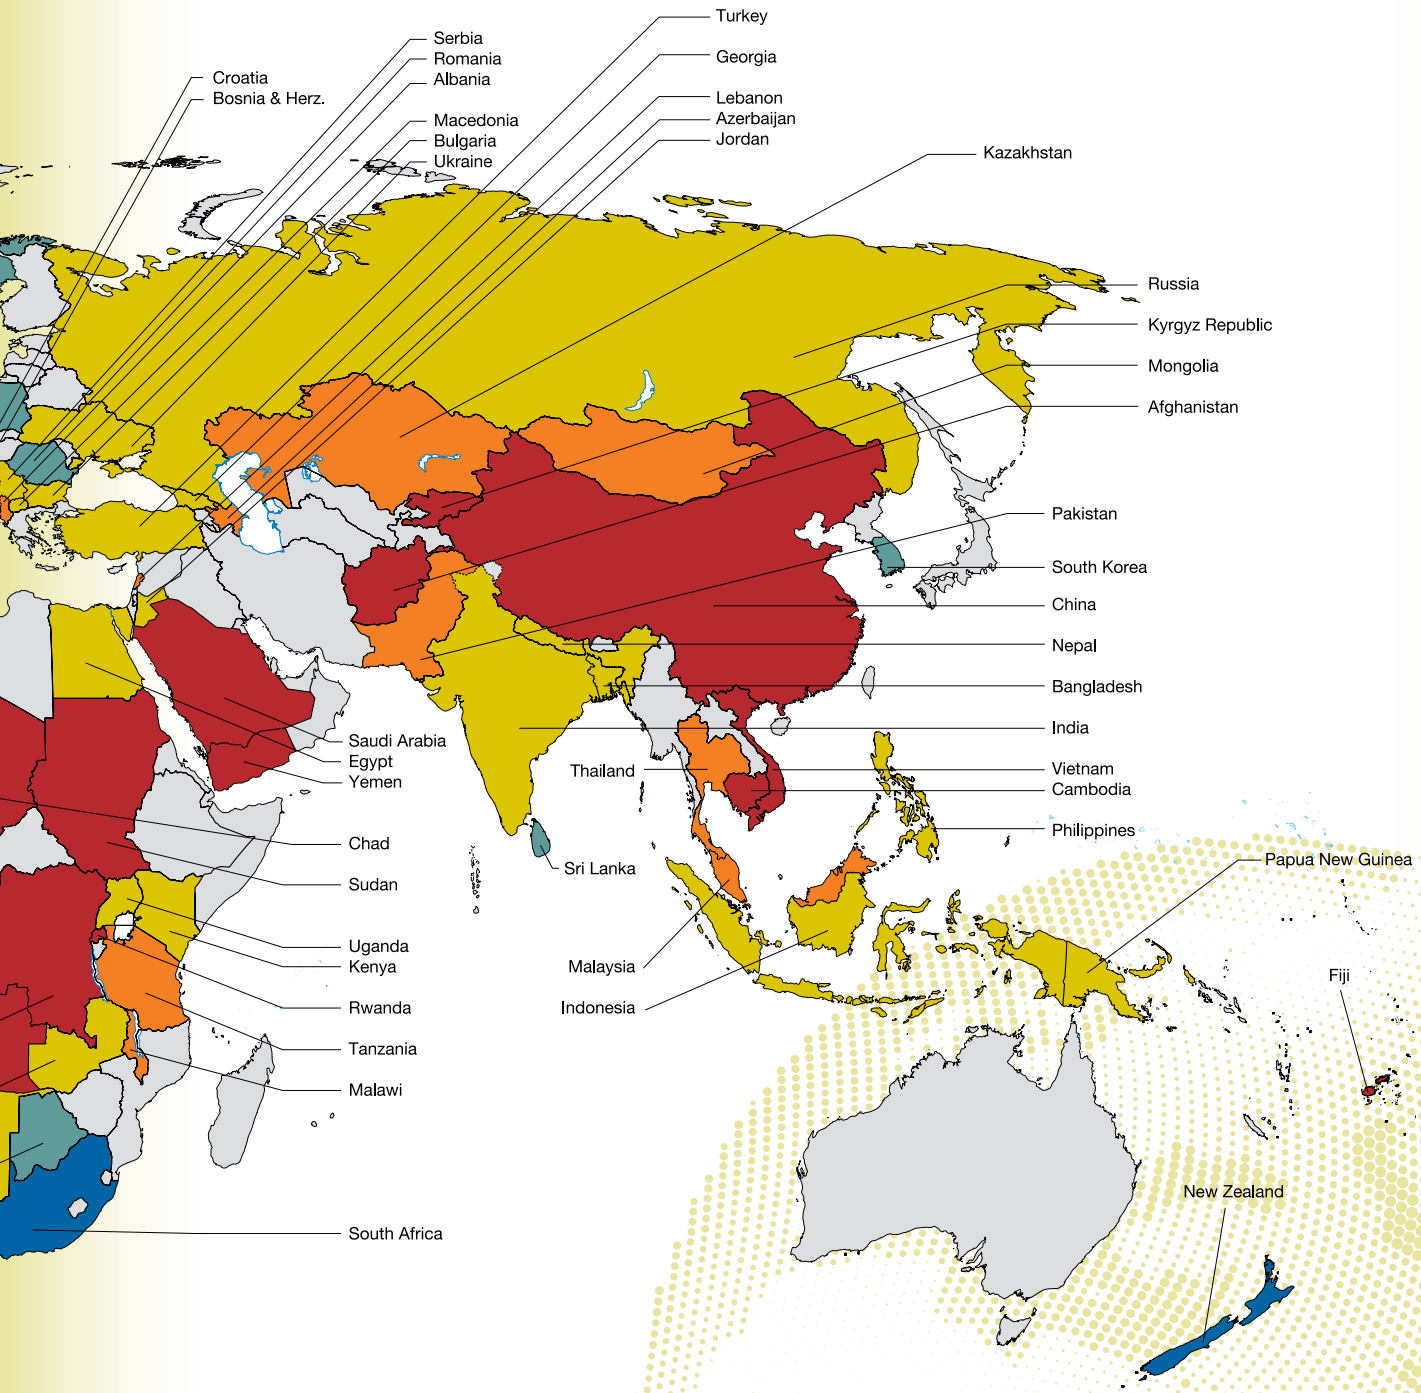 Turkey
Serbia
Romania
Albania
Georgia
Croatia
Bosnia & Herz.
Lebanon
Azerbaijan
Jordan
Macedonia
Bulgaria
Ukraine
Kazakhstan
Russia
Kyrgyz Republic
Mongolia
Afghanistan
Pakistan
South Korea
China
Nepal
Bangladesh
India
Saudi Arabia
Egypt
Yemen
Thailand
Vietnam
Cambodia
Philippines
Chad
Sudan
Sri Lanka
Papua New Guinea
Uganda
Kenya
Malaysia
Fiji
Rwanda
Indonesia
Tanzania
Malawi
New Zealand
South Africa